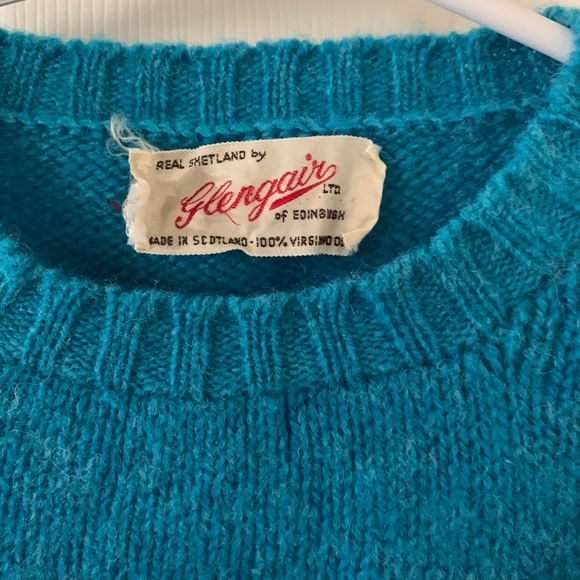 REAL SHETLAND by
Glengair
LTD
of EDINBURGH
MADE IN SCOTLAND - 100% VIRGIN WOOL